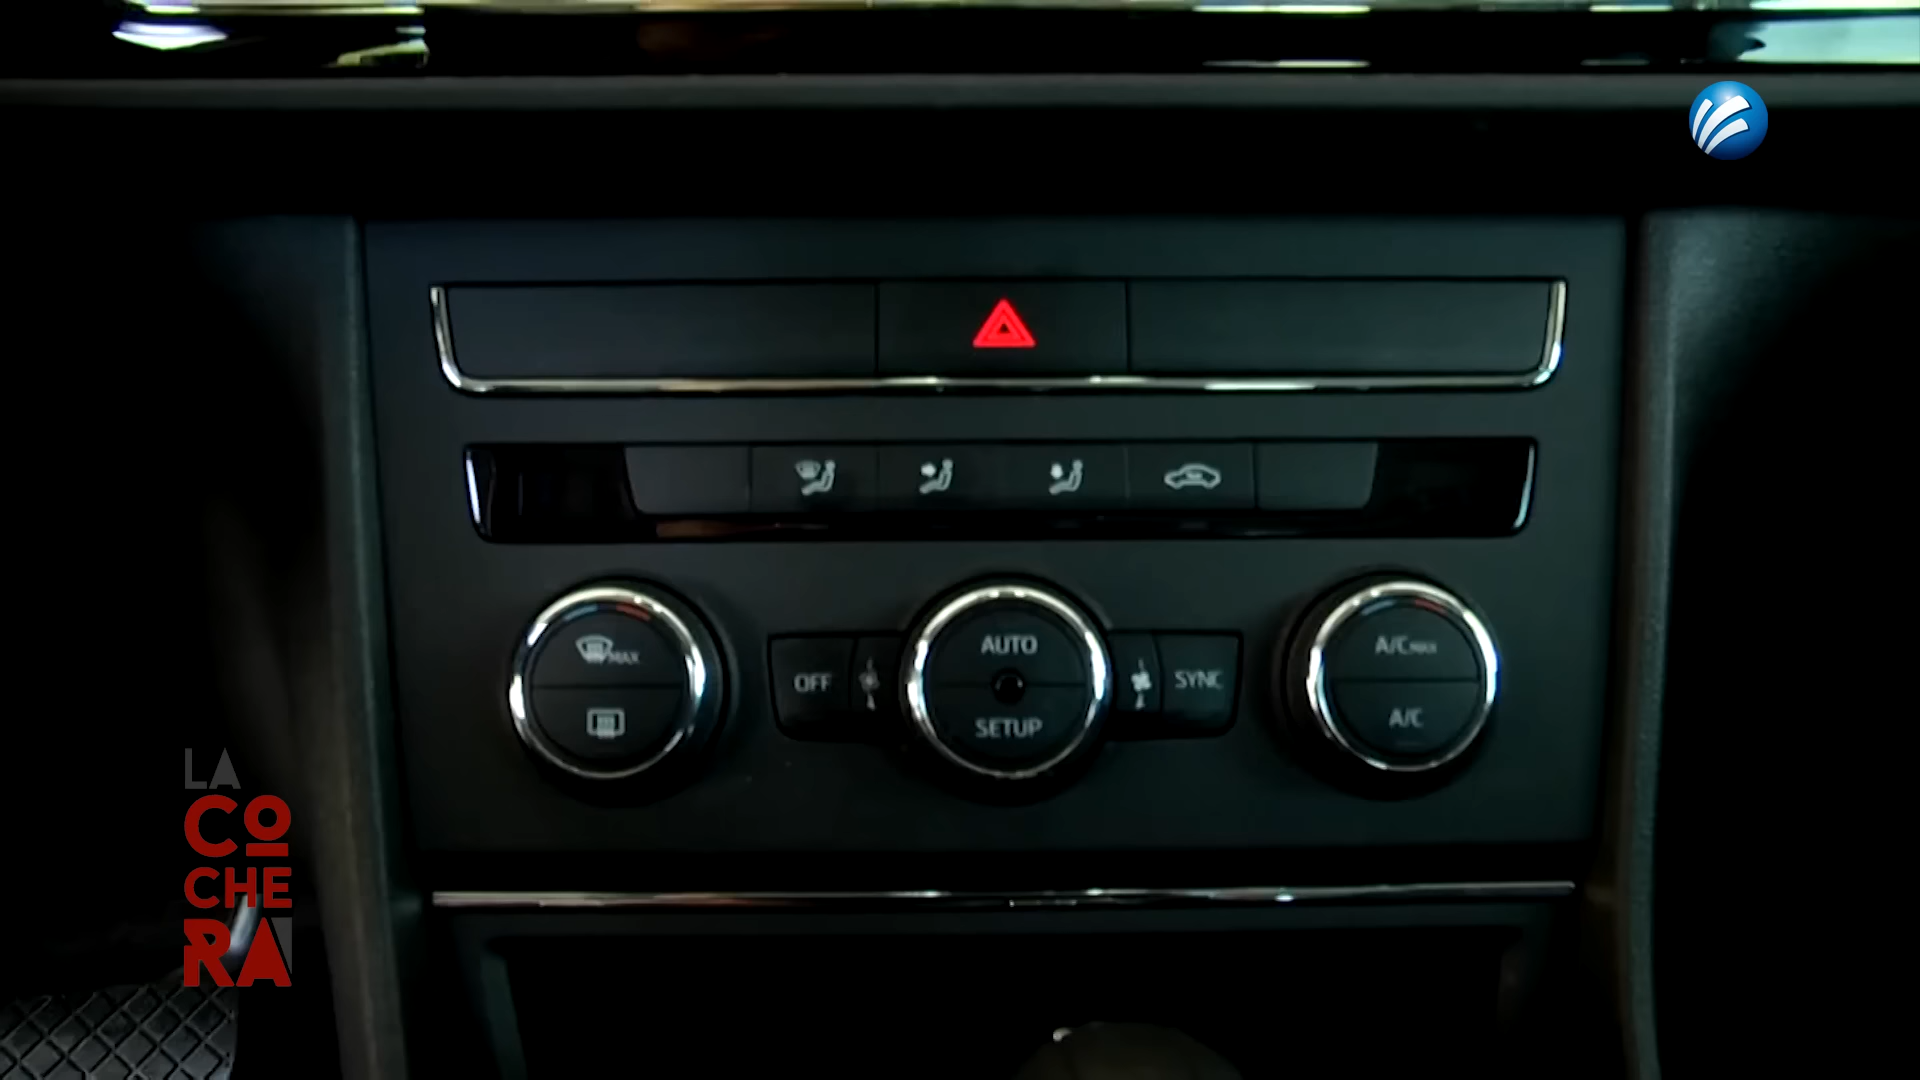 MAX
AUTO
A/C MAX
OFF
SYNC
SETUP
A/C
LA
CO
CHE
RA